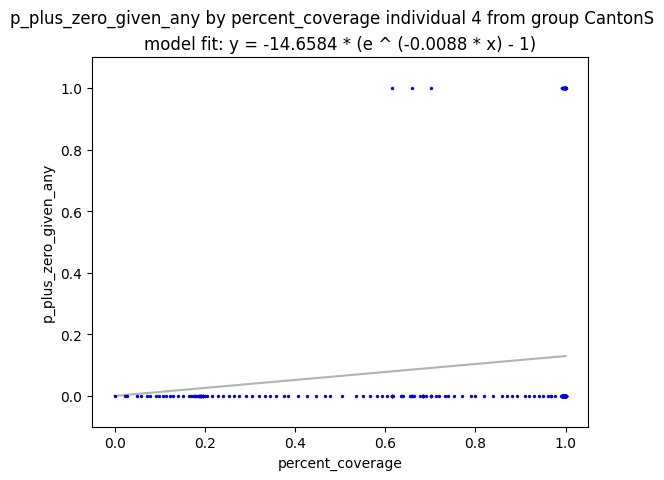 p_plus_zero_given_any by percent_coverage individual 4 from group CantonS
model fit: y = -14.6584 * (e ^ (-0.0088 * x) - 1)
p_plus_zero_given_any
1.0
0.8
0.6
0.4
0.2
0.0
0.0 0.2 0.4 0.6 0.8 1.0
percent_coverage